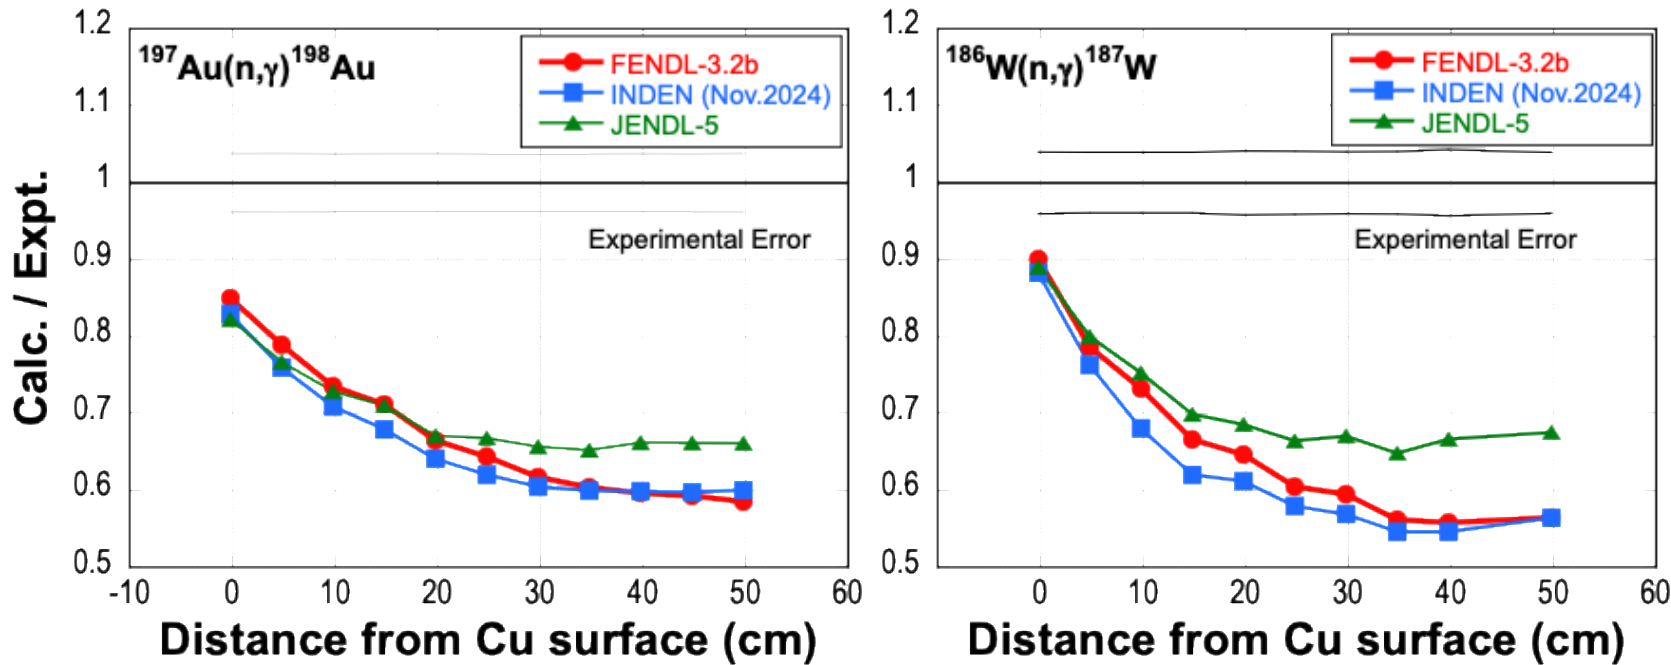 1.2
1.1
1
0.9
0.8
0.7
0.6
0.5
Calc. / Expt.
¹⁹⁷Au(n,γ)¹⁹⁸Au
FENDL-3.2b
INDEN (Nov.2024)
JENDL-5
Experimental Error
-10 0 10 20 30 40 50 60
Distance from Cu surface (cm)
1.2
1.1
1
0.9
0.8
0.7
0.6
0.5
¹⁸⁶W(n,γ)¹⁸⁷W
FENDL-3.2b
INDEN (Nov.2024)
JENDL-5
Experimental Error
0 10 20 30 40 50 60
Distance from Cu surface (cm)